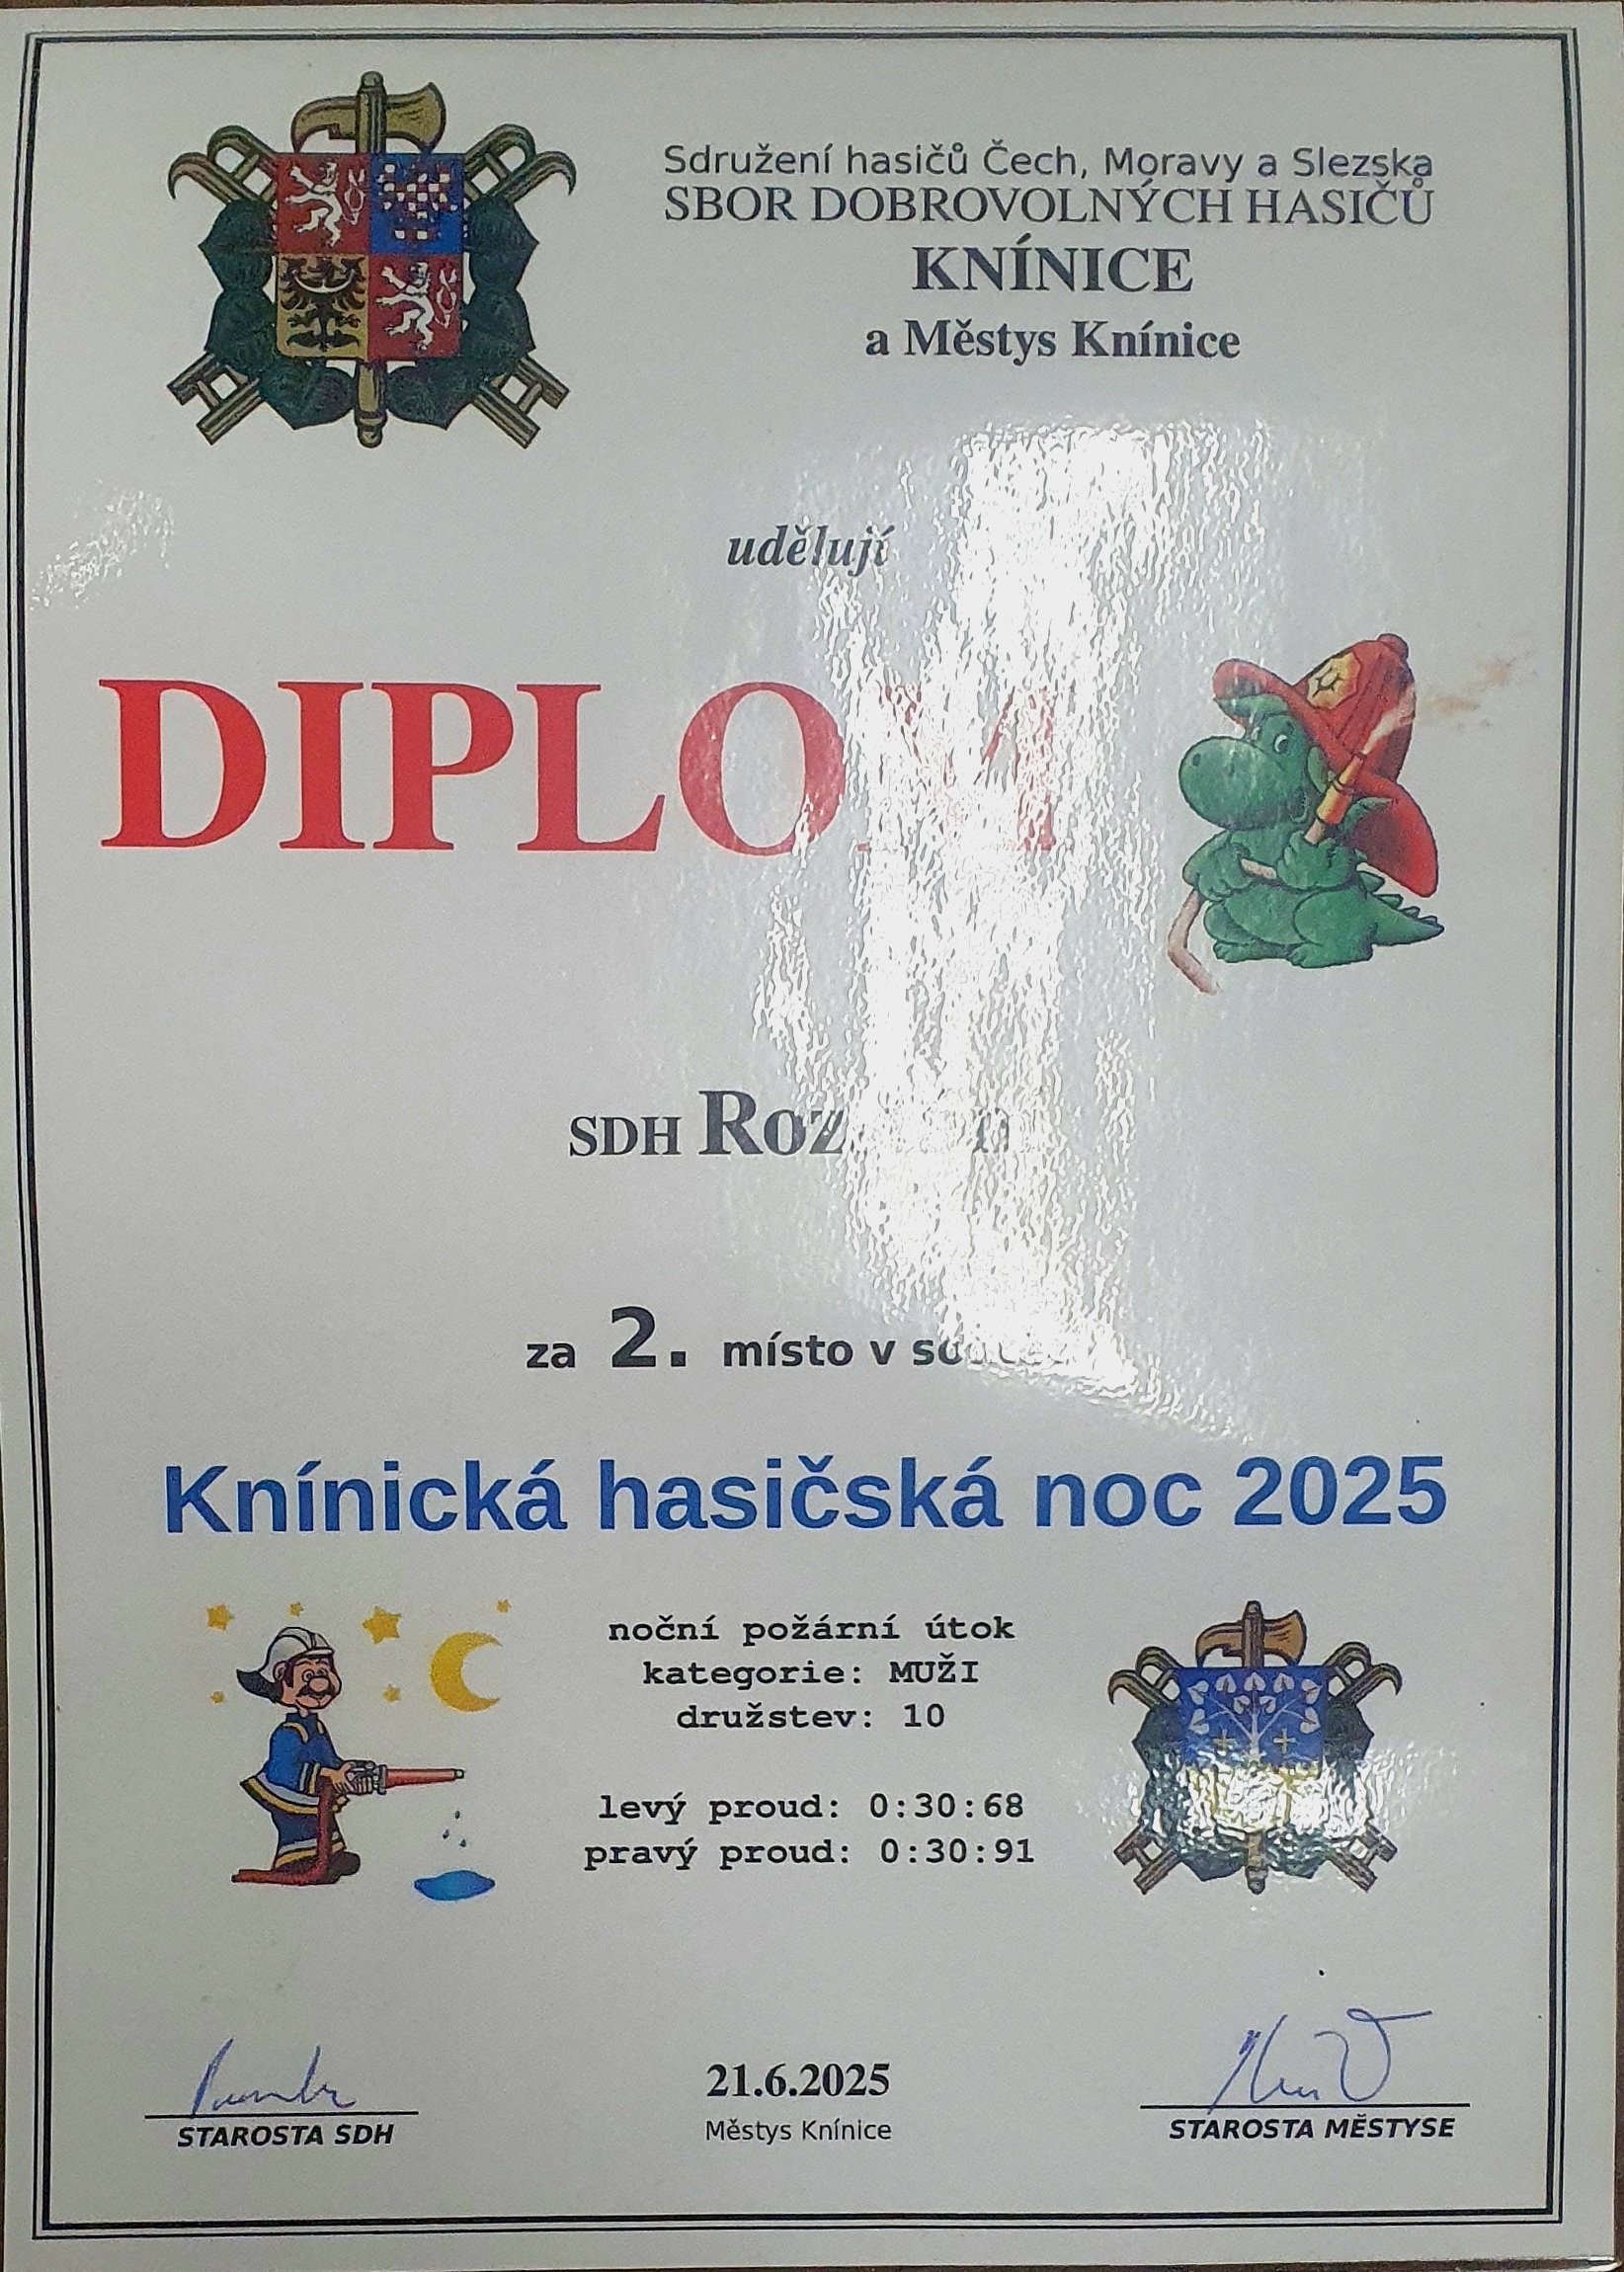 Sdružení hasičů Čech, Moravy a Slezska
SBOR DOBROVOLNÝCH HASIČŮ
KNÍNICE
a Městys Knínice
udělují
DIPLOM
SDH
za 2. místo v
Knínická hasičská noc 2025
noční požární útok
kategorie: MUŽI
družstev: 10
levý proud: 0:30:68
pravý proud: 0:30:91
21.6.2025
Městys Knínice
STAROSTA SDH
STAROSTA MĚSTYSE